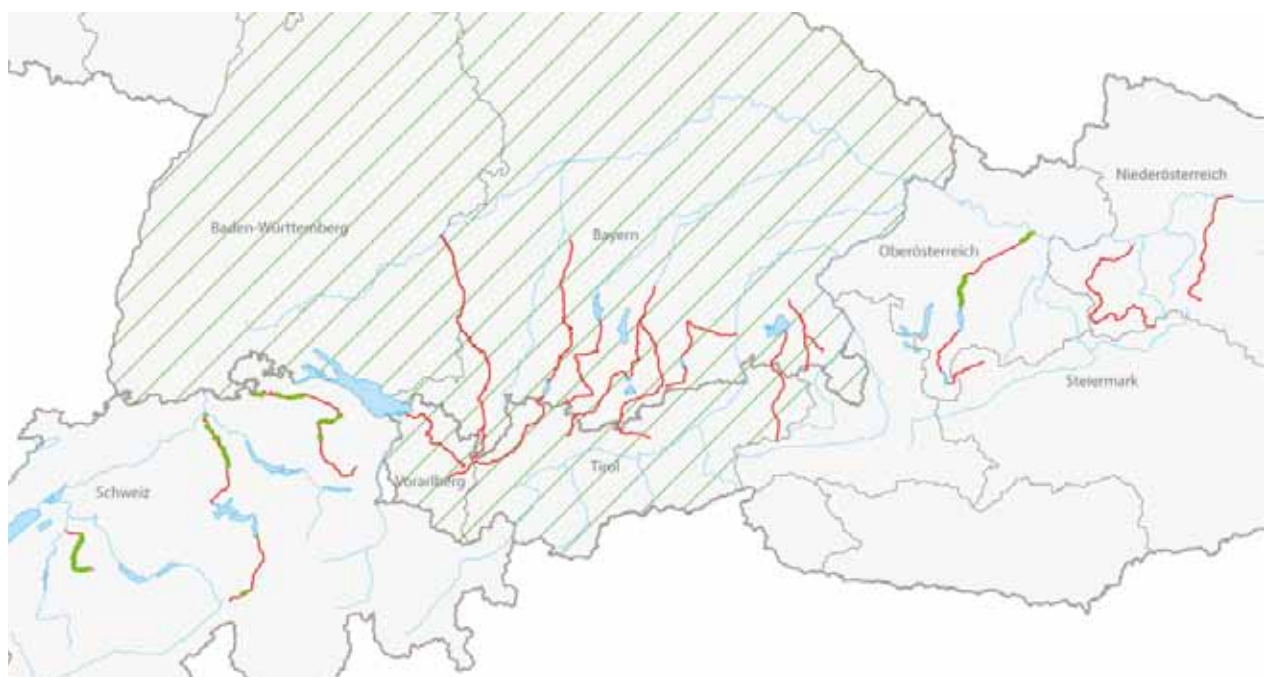 Niederösterreich
Baden-Württemberg
Bayern
Oberösterreich
Steiermark
Tirol
Vorarlberg
Schweiz